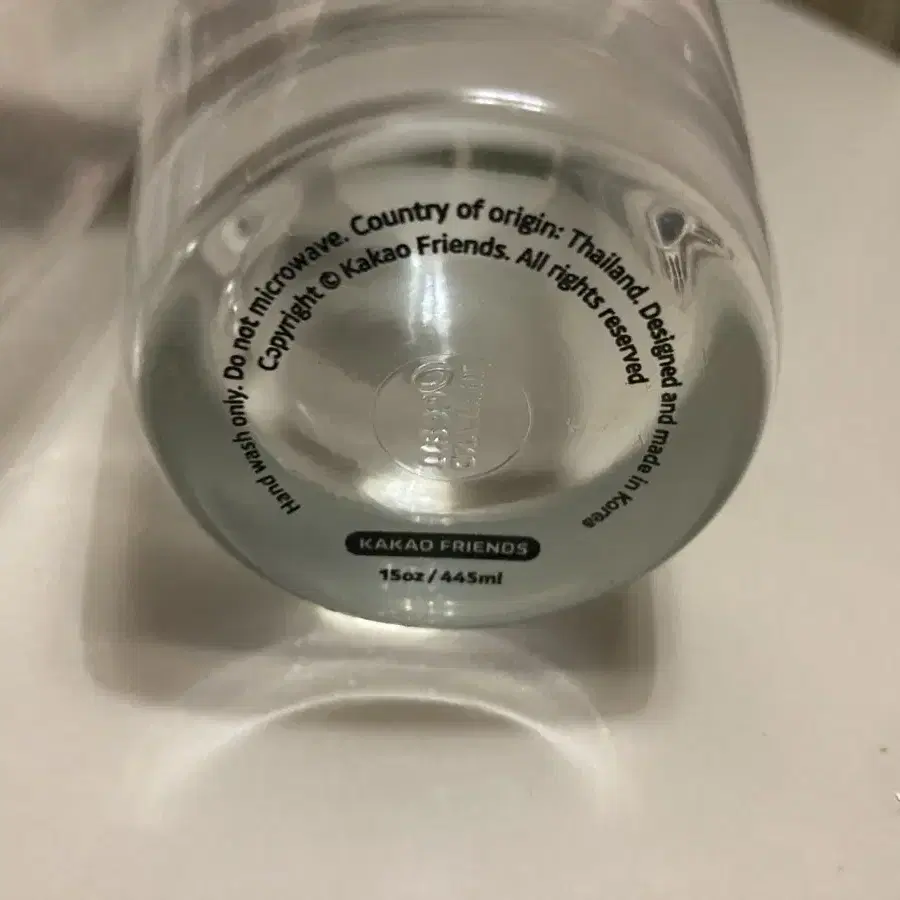 Hand wash only. Do not microwave. Country of origin: Thailand. Designed and made in Korea
Copyright © Kakao Friends. All rights reserved
KAKAO FRIENDS
15oz / 445ml